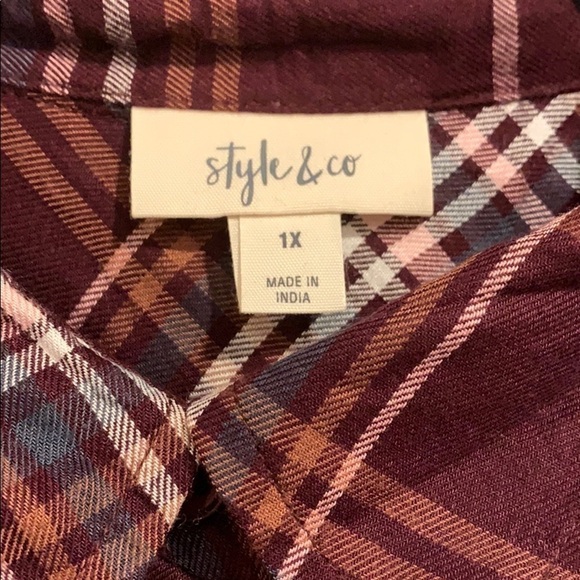 style & co
1X
MADE IN
INDIA